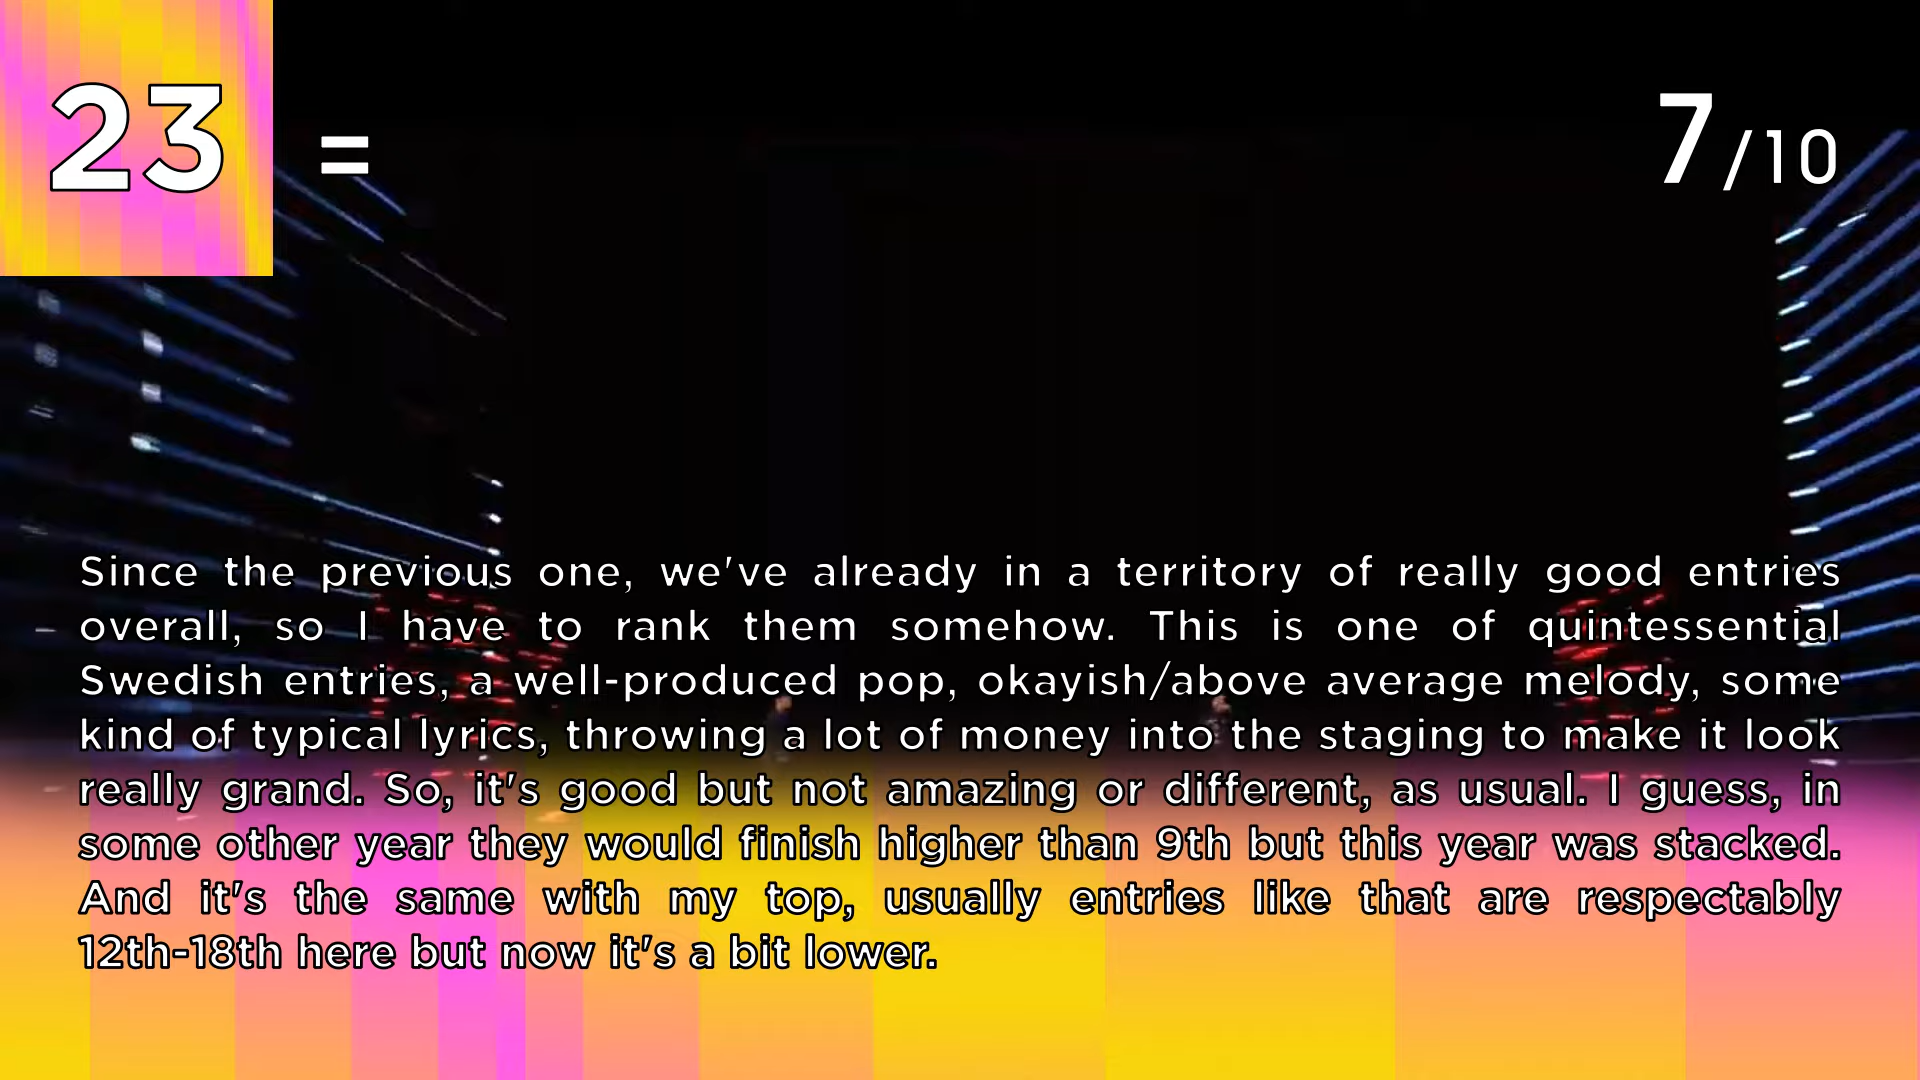 23
=
7/10
Since the previous one, we've already in a territory of really good entries
overall, so I have to rank them somehow. This is one of quintessential
Swedish entries, a well-produced pop, okayish/above average melody, some
kind of typical lyrics, throwing a lot of money into the staging to make it look
really grand. So, it's good but not amazing or different, as usual. I guess, in
some other year they would finish higher than 9th but this year was stacked.
And it's the same with my top, usually entries like that are respectably
12th-18th here but now it's a bit lower.